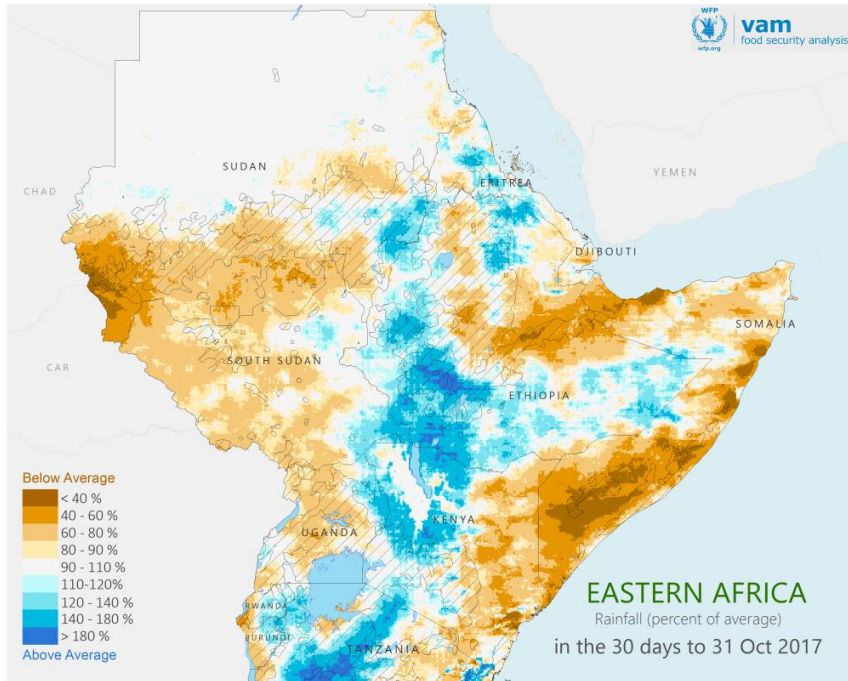 WFP
wfp.org
vam
food security analysis
SUDAN
CHAD
ERITREA
YEMEN
DJIBOUTI
SOMALIA
SOUTH SUDAN
CAR
ETHIOPIA
Below Average
< 40 %
40 - 60 %
60 - 80 %
80 - 90 %
90 - 110 %
110-120%
120 - 140 %
140 - 180 %
> 180 %
Above Average
KENYA
UGANDA
RWANDA
BURUNDI
TANZANIA
EASTERN AFRICA
Rainfall (percent of average)
in the 30 days to 31 Oct 2017